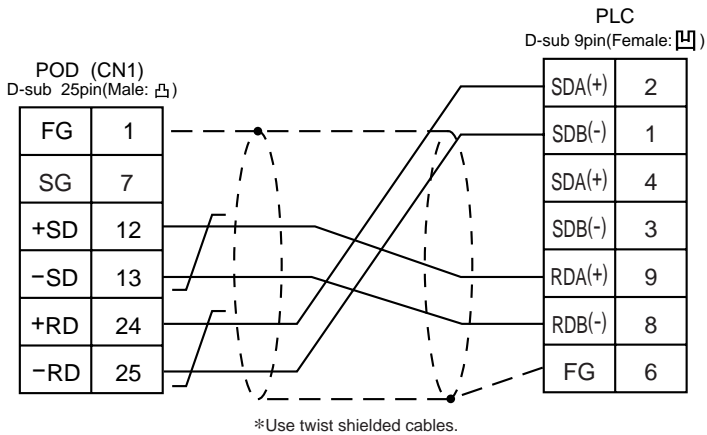 PLC
D-sub 9pin(Female: 凹)
POD (CN1)
D-sub 25pin(Male: 凸)
FG 1
SG 7
+SD 12
−SD 13
+RD 24
−RD 25
SDA(+) 2
SDB(-) 1
SDA(+) 4
SDB(-) 3
RDA(+) 9
RDB(-) 8
FG 6
*Use twist shielded cables.